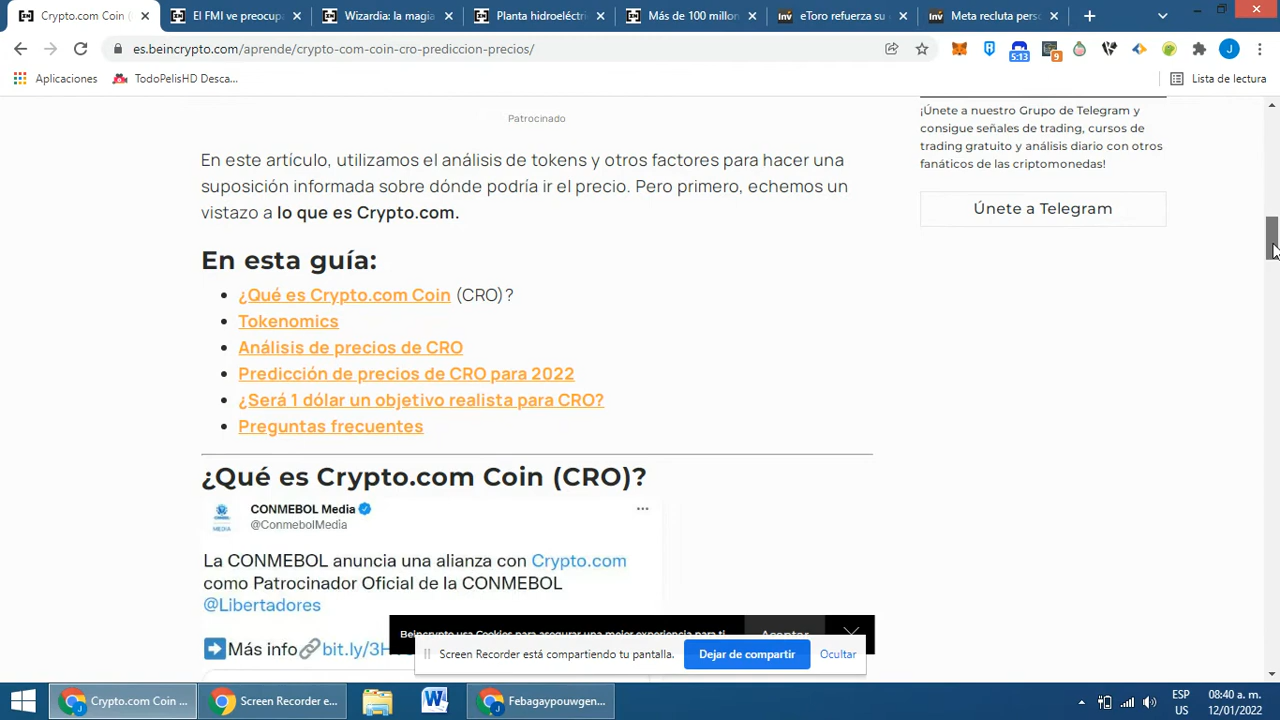 Crypto.com Coin (
El FMI ve preocup
Wizardia: la magia
Planta hidroeléctri
Más de 100 millon
eToro refuerza su
Meta recluta pers
es.beincrypto.com/aprende/crypto-com-coin-cro-prediccion-precios/
5:13
9
J
Aplicaciones
TodoPelisHD Desca...
Lista de lectura
Patrocinado
En este artículo, utilizamos el análisis de tokens y otros factores para hacer una
suposición informada sobre dónde podría ir el precio. Pero primero, echemos un
vistazo a lo que es Crypto.com.
En esta guía:
¿Qué es Crypto.com Coin (CRO)?
Tokenomics
Análisis de precios de CRO
Predicción de precios de CRO para 2022
¿Será 1 dólar un objetivo realista para CRO?
Preguntas frecuentes
¡Únete a nuestro Grupo de Telegram y
consigue señales de trading, cursos de
trading gratuito y análisis diario con otros
fanáticos de las criptomonedas!
Únete a Telegram
¿Qué es Crypto.com Coin (CRO)?
CONMEBOL Media
@ConmebolMedia
La CONMEBOL anuncia una alianza con Crypto.com
como Patrocinador Oficial de la CONMEBOL
@Libertadores
Más info bit.ly/3H
BeInCrypto usa Cookies para asegurar una mejor experiencia para ti
Aceptar
Screen Recorder está compartiendo tu pantalla.
Dejar de compartir
Ocultar
Crypto.com Coin ...
Screen Recorder e...
Febagaypouwgen...
ESP
US
08:40 a. m.
12/01/2022